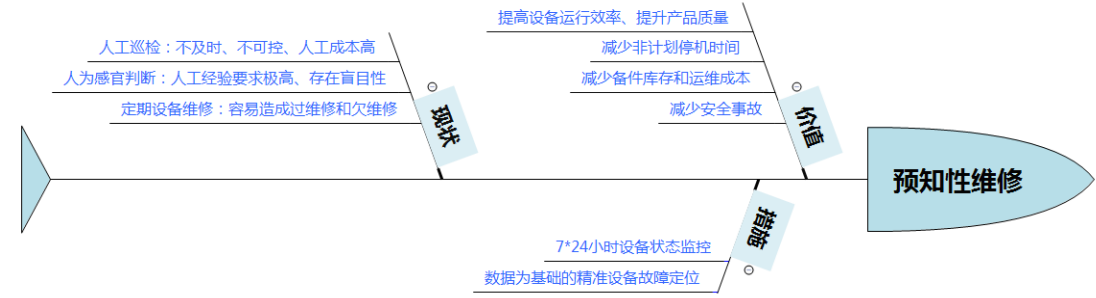 人工巡检：不及时、不可控、人工成本高
人为感官判断：人工经验要求极高、存在盲目性
定期设备维修：容易造成过维修和欠维修
现状
提高设备运行效率、提升产品质量
减少非计划停机时间
减少备件库存和运维成本
减少安全事故
价值
预知性维修
措施
7*24小时设备状态监控
数据为基础的精准设备故障定位